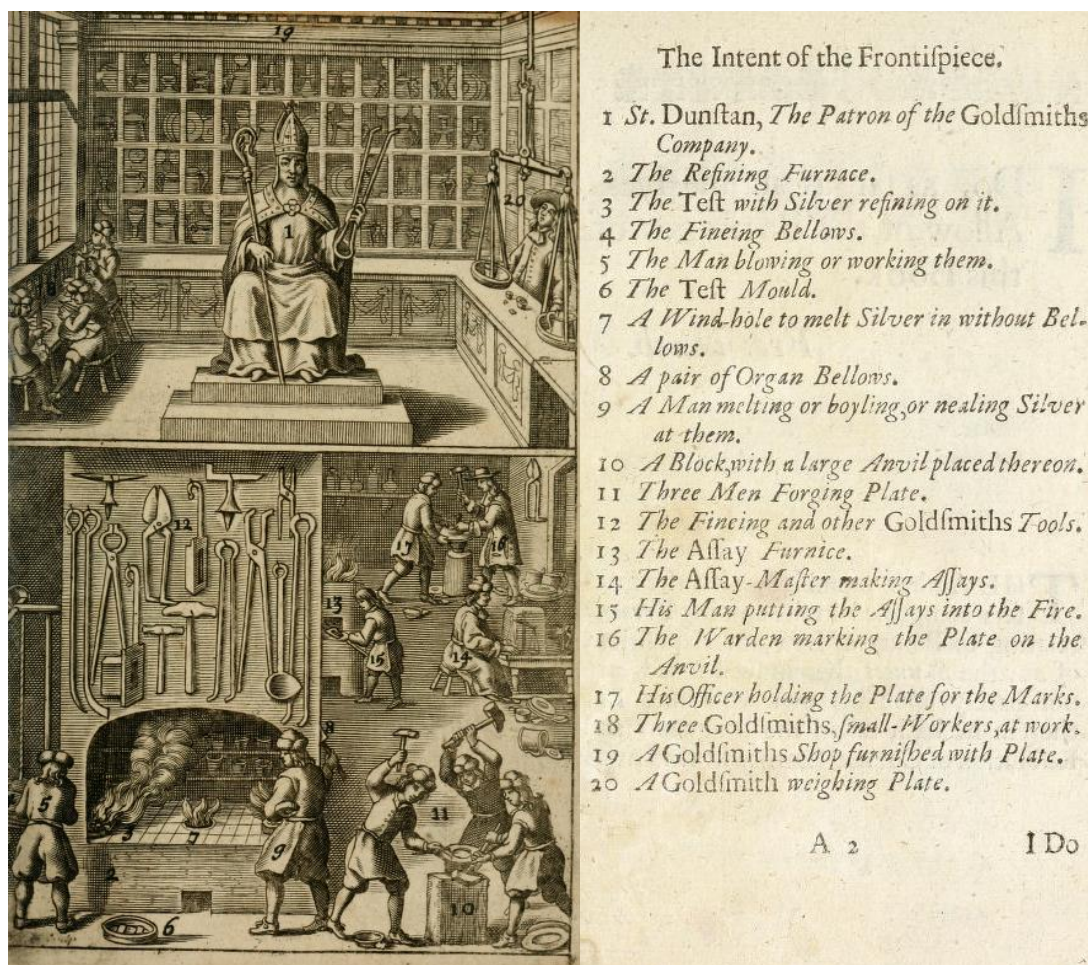 19
1
20
18
12
17
16
13
15
14
8
5
11
3
7
9
2
10
6
The Intent of the Frontiſpiece.
1 St. Dunſtan, The Patron of the Goldſmiths
Company.
2 The Refining Furnace.
3 The Teſt with Silver refining on it.
4 The Fineing Bellows.
5 The Man blowing or working them.
6 The Teſt Mould.
7 A Wind-hole to melt Silver in without Bel-
lows.
8 A pair of Organ Bellows.
9 A Man melting or boyling, or nealing Silver
at them.
10 A Block, with a large Anvil placed thereon.
11 Three Men Forging Plate.
12 The Fineing and other Goldſmiths Tools.
13 The Aſſay Furnice.
14 The Aſſay-Maſter making Aſſays.
15 His Man putting the Aſſays into the Fire.
16 The Warden marking the Plate on the
Anvil.
17 His Officer holding the Plate for the Marks.
18 Three Goldſmiths, ſmall-Workers, at work.
19 A Goldſmiths Shop furniſhed with Plate.
20 A Goldſmith weighing Plate.
A 2 I Do